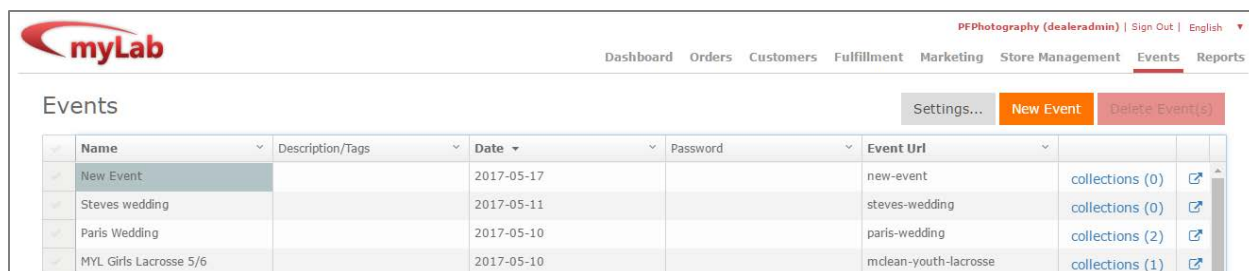 myLab
PFPhotography (dealeradmin) | Sign Out | English
Dashboard Orders Customers Fulfillment Marketing Store Management Events Reports
Events
Settings... New Event Delete Event(s)
Name Description/Tags Date Password Event Url
New Event 2017-05-17 new-event collections (0)
Steves wedding 2017-05-11 steves-wedding collections (0)
Paris Wedding 2017-05-10 paris-wedding collections (2)
MYL Girls Lacrosse 5/6 2017-05-10 mclean-youth-lacrosse collections (1)